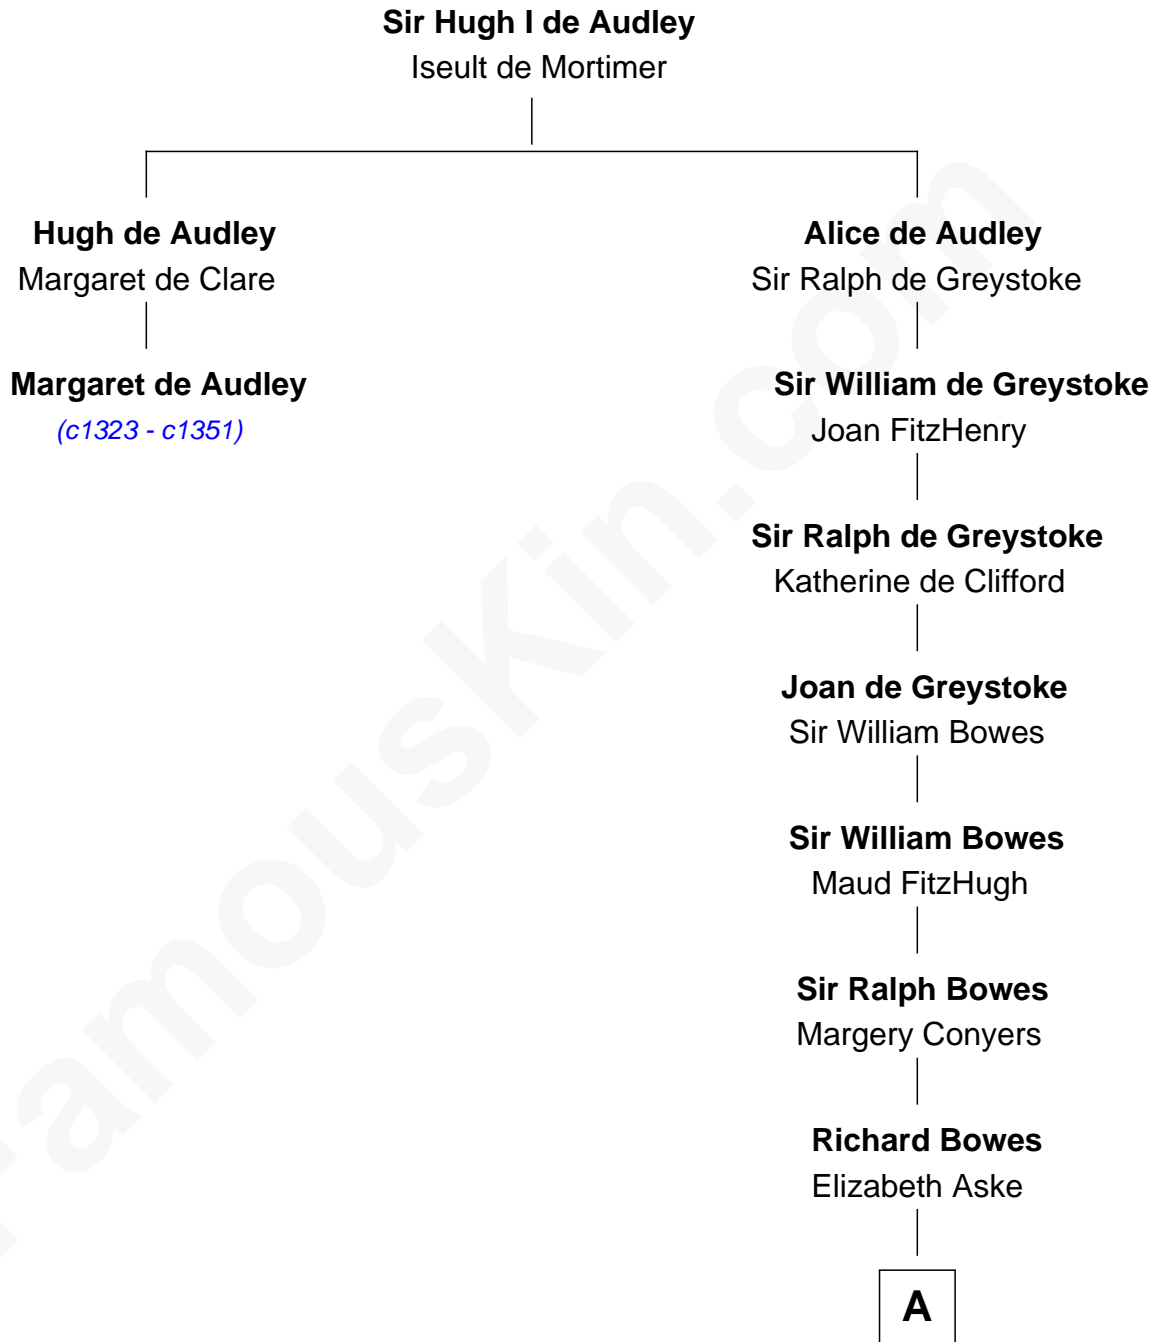 Sir Hugh I de Audley
Iseult de Mortimer
Hugh de Audley
Margaret de Clare
Alice de Audley
Sir Ralph de Greystoke
Margaret de Audley
(c1323 - c1351)
Sir William de Greystoke
Joan FitzHenry
Sir Ralph de Greystoke
Katherine de Clifford
Joan de Greystoke
Sir William Bowes
Sir William Bowes
Maud FitzHugh
Sir Ralph Bowes
Margery Conyers
Richard Bowes
Elizabeth Aske
A
FamousKin.com